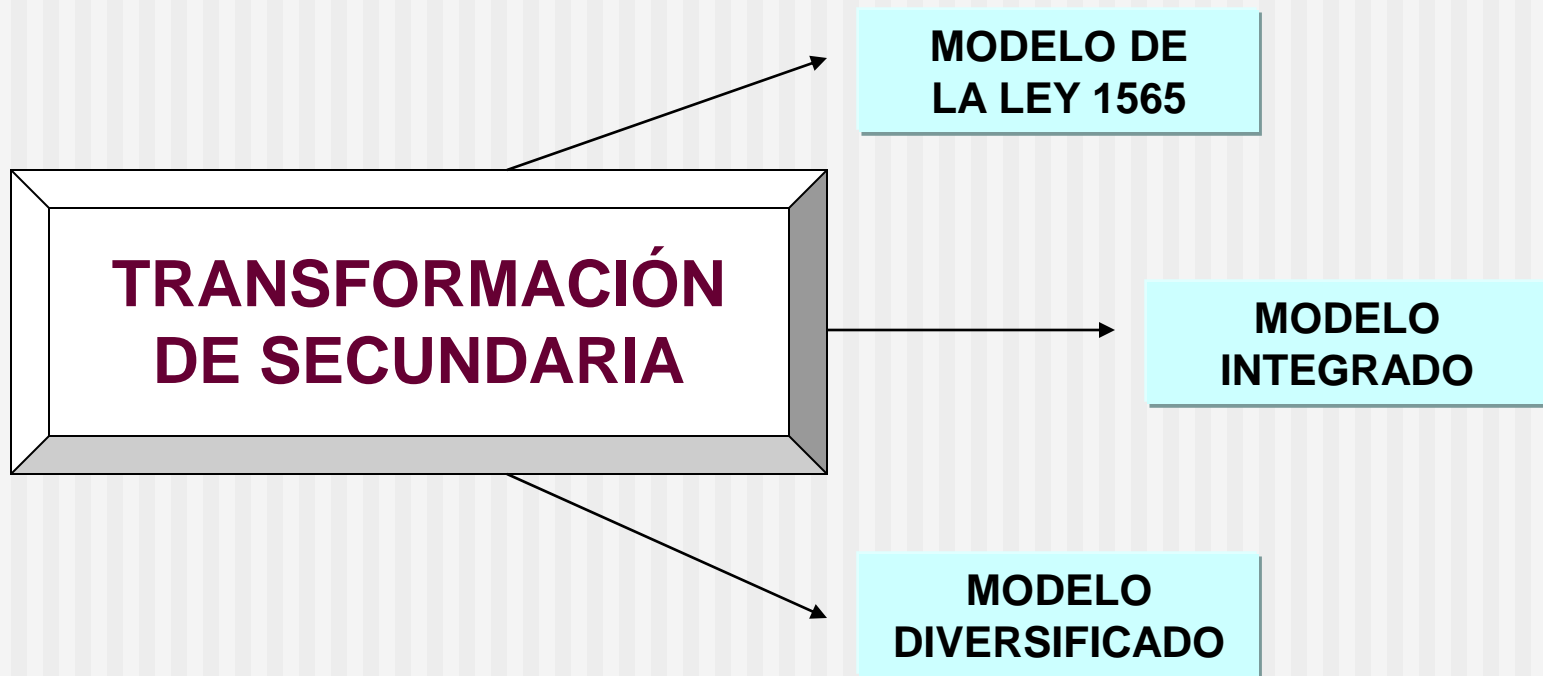 MODELO DE
LA LEY 1565
TRANSFORMACIÓN
DE SECUNDARIA
MODELO
INTEGRADO
MODELO
DIVERSIFICADO